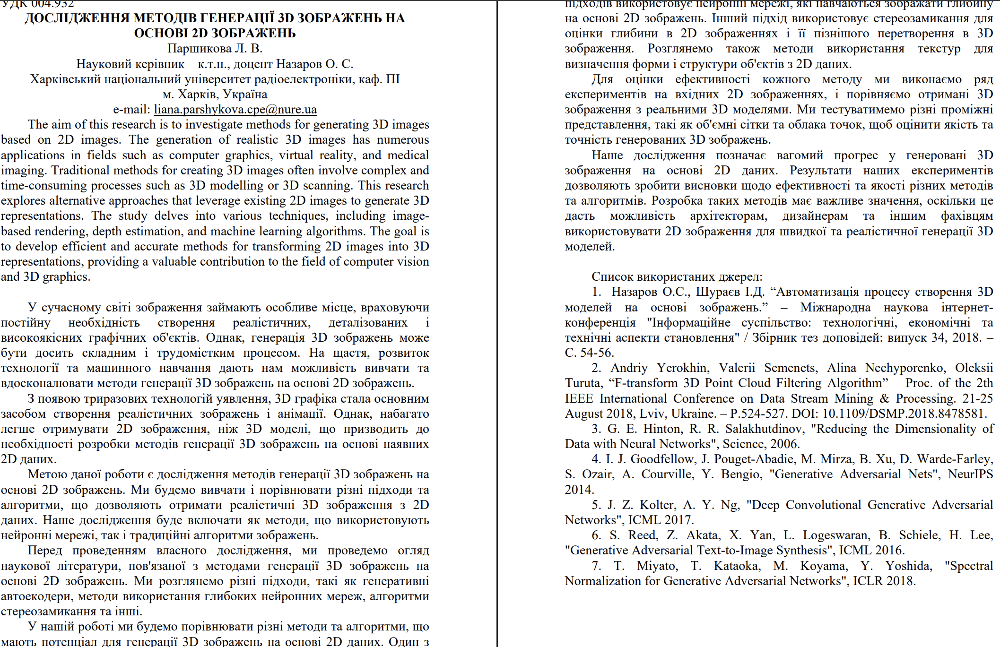 УДК 004.932
ДОСЛІДЖЕННЯ МЕТОДІВ ГЕНЕРАЦІЇ 3D ЗОБРАЖЕНЬ НА
ОСНОВІ 2D ЗОБРАЖЕНЬ
Паршикова Л. В.
Науковий керівник – к.т.н., доцент Назаров О. С.
Харківський національний університет радіоелектроніки, каф. ПІ
м. Харків, Україна
e-mail: liana.parshykova.cpe@nure.ua
The aim of this research is to investigate methods for generating 3D images
based on 2D images. The generation of realistic 3D images has numerous
applications in fields such as computer graphics, virtual reality, and medical
imaging. Traditional methods for creating 3D images often involve complex and
time-consuming processes such as 3D modelling or 3D scanning. This research
explores alternative approaches that leverage existing 2D images to generate 3D
representations. The study delves into various techniques, including image-
based rendering, depth estimation, and machine learning algorithms. The goal is
to develop efficient and accurate methods for transforming 2D images into 3D
representations, providing a valuable contribution to the field of computer vision
and 3D graphics.
У сучасному світі зображення займають особливе місце, враховуючи
постійну необхідність створення реалістичних, деталізованих і
високоякісних графічних об'єктів. Однак, генерація 3D зображень може
бути досить складним і трудомістким процесом. На щастя, розвиток
технології та машинного навчання дають нам можливість вивчати та
вдосконалювати методи генерації 3D зображень на основі 2D зображень.
З появою триразових технологій уявлення, 3D графіка стала основним
засобом створення реалістичних зображень і анімації. Однак, набагато
легше отримувати 2D зображення, ніж 3D моделі, що призводить до
необхідності розробки методів генерації 3D зображень на основі наявних
2D даних.
Метою даної роботи є дослідження методів генерації 3D зображень на
основі 2D зображень. Ми будемо вивчати і порівнювати різні підходи та
алгоритми, що дозволяють отримати реалістичні 3D зображення з 2D
даних. Наше дослідження буде включати як методи, що використовують
нейронні мережі, так і традиційні алгоритми зображень.
Перед проведенням власного дослідження, ми проведемо огляд
наукової літератури, пов'язаної з методами генерації 3D зображень на
основі 2D зображень. Ми розглянемо різні підходи, такі як генеративні
автоекодери, методи використання глибоких нейронних мереж, алгоритми
стереозамикання та інші.
У нашій роботі ми будемо порівнювати різні методи та алгоритми, що
мають потенціал для генерації 3D зображень на основі 2D даних. Один з
підходів використовує нейронні мережі, які навчаються зображати глибину
на основі 2D зображень. Інший підхід використовує стереозамикання для
оцінки глибини в 2D зображеннях і її пізнішого перетворення в 3D
зображення. Розглянемо також методи використання текстур для
визначення форми і структури об'єктів з 2D даних.
Для оцінки ефективності кожного методу ми виконаємо ряд
експериментів на вхідних 2D зображеннях, і порівняємо отримані 3D
зображення з реальними 3D моделями. Ми тестуватимемо різні проміжні
представлення, такі як об'ємні сітки та облака точок, щоб оцінити якість та
точність генерованих 3D зображень.
Наше дослідження позначає вагомий прогрес у генеровані 3D
зображення на основі 2D даних. Результати наших експериментів
дозволяють зробити висновки щодо ефективності та якості різних методів
та алгоритмів. Розробка таких методів має важливе значення, оскільки це
дасть можливість архітекторам, дизайнерам та іншим фахівцям
використовувати 2D зображення для швидкої та реалістичної генерації 3D
моделей.
Список використаних джерел:
1. Назаров О.С., Шураєв І.Д. “Автоматизація процесу створення 3D
моделей на основі зображень.” – Міжнародна наукова інтернет-
конференція "Інформаційне суспільство: технологічні, економічні та
технічні аспекти становлення" / Збірник тез доповідей: випуск 34, 2018. –
С. 54-56.
2. Andriy Yerokhin, Valerii Semenets, Alina Nechyporenko, Oleksii
Turuta, “F-transform 3D Point Cloud Filtering Algorithm” – Proc. of the 2th
IEEE International Conference on Data Stream Mining & Processing. 21-25
August 2018, Lviv, Ukraine. – P.524-527. DOI: 10.1109/DSMP.2018.8478581.
3. G. E. Hinton, R. R. Salakhutdinov, "Reducing the Dimensionality of
Data with Neural Networks", Science, 2006.
4. I. J. Goodfellow, J. Pouget-Abadie, M. Mirza, B. Xu, D. Warde-Farley,
S. Ozair, A. Courville, Y. Bengio, "Generative Adversarial Nets", NeurIPS
2014.
5. J. Z. Kolter, A. Y. Ng, "Deep Convolutional Generative Adversarial
Networks", ICML 2017.
6. S. Reed, Z. Akata, X. Yan, L. Logeswaran, B. Schiele, H. Lee,
"Generative Adversarial Text-to-Image Synthesis", ICML 2016.
7. T. Miyato, T. Kataoka, M. Koyama, Y. Yoshida, "Spectral
Normalization for Generative Adversarial Networks", ICLR 2018.